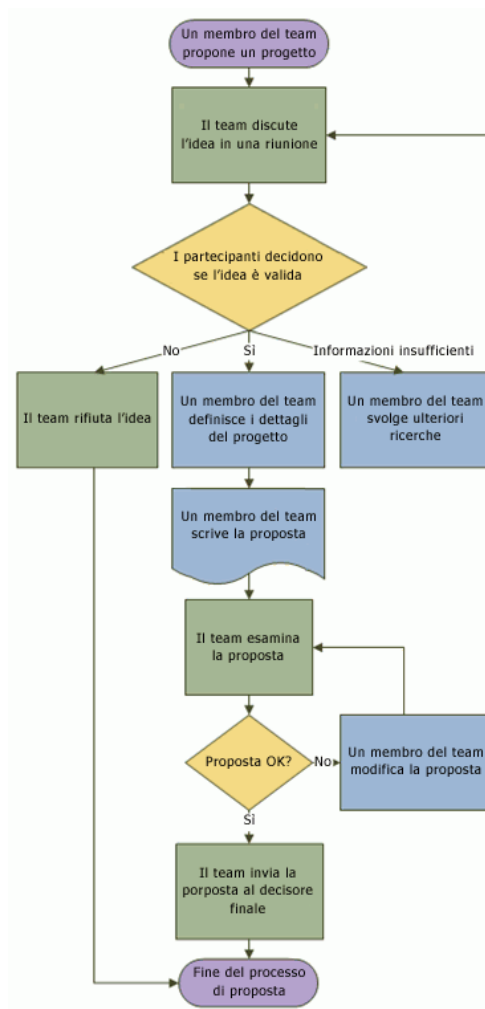 Un membro del team
propone un progetto
Il team discute
l'idea in una riunione
I partecipanti decidono
se l'idea è valida
No
Sì
Informazioni insufficienti
Il team rifiuta l'idea
Un membro del team
definisce i dettagli
del progetto
Un membro del team
svolge ulteriori
ricerche
Un membro del team
scrive la proposta
Il team esamina
la proposta
Proposta OK?
No
Un membro del team
modifica la proposta
Sì
Il team invia la
porposta al decisore
finale
Fine del processo
di proposta